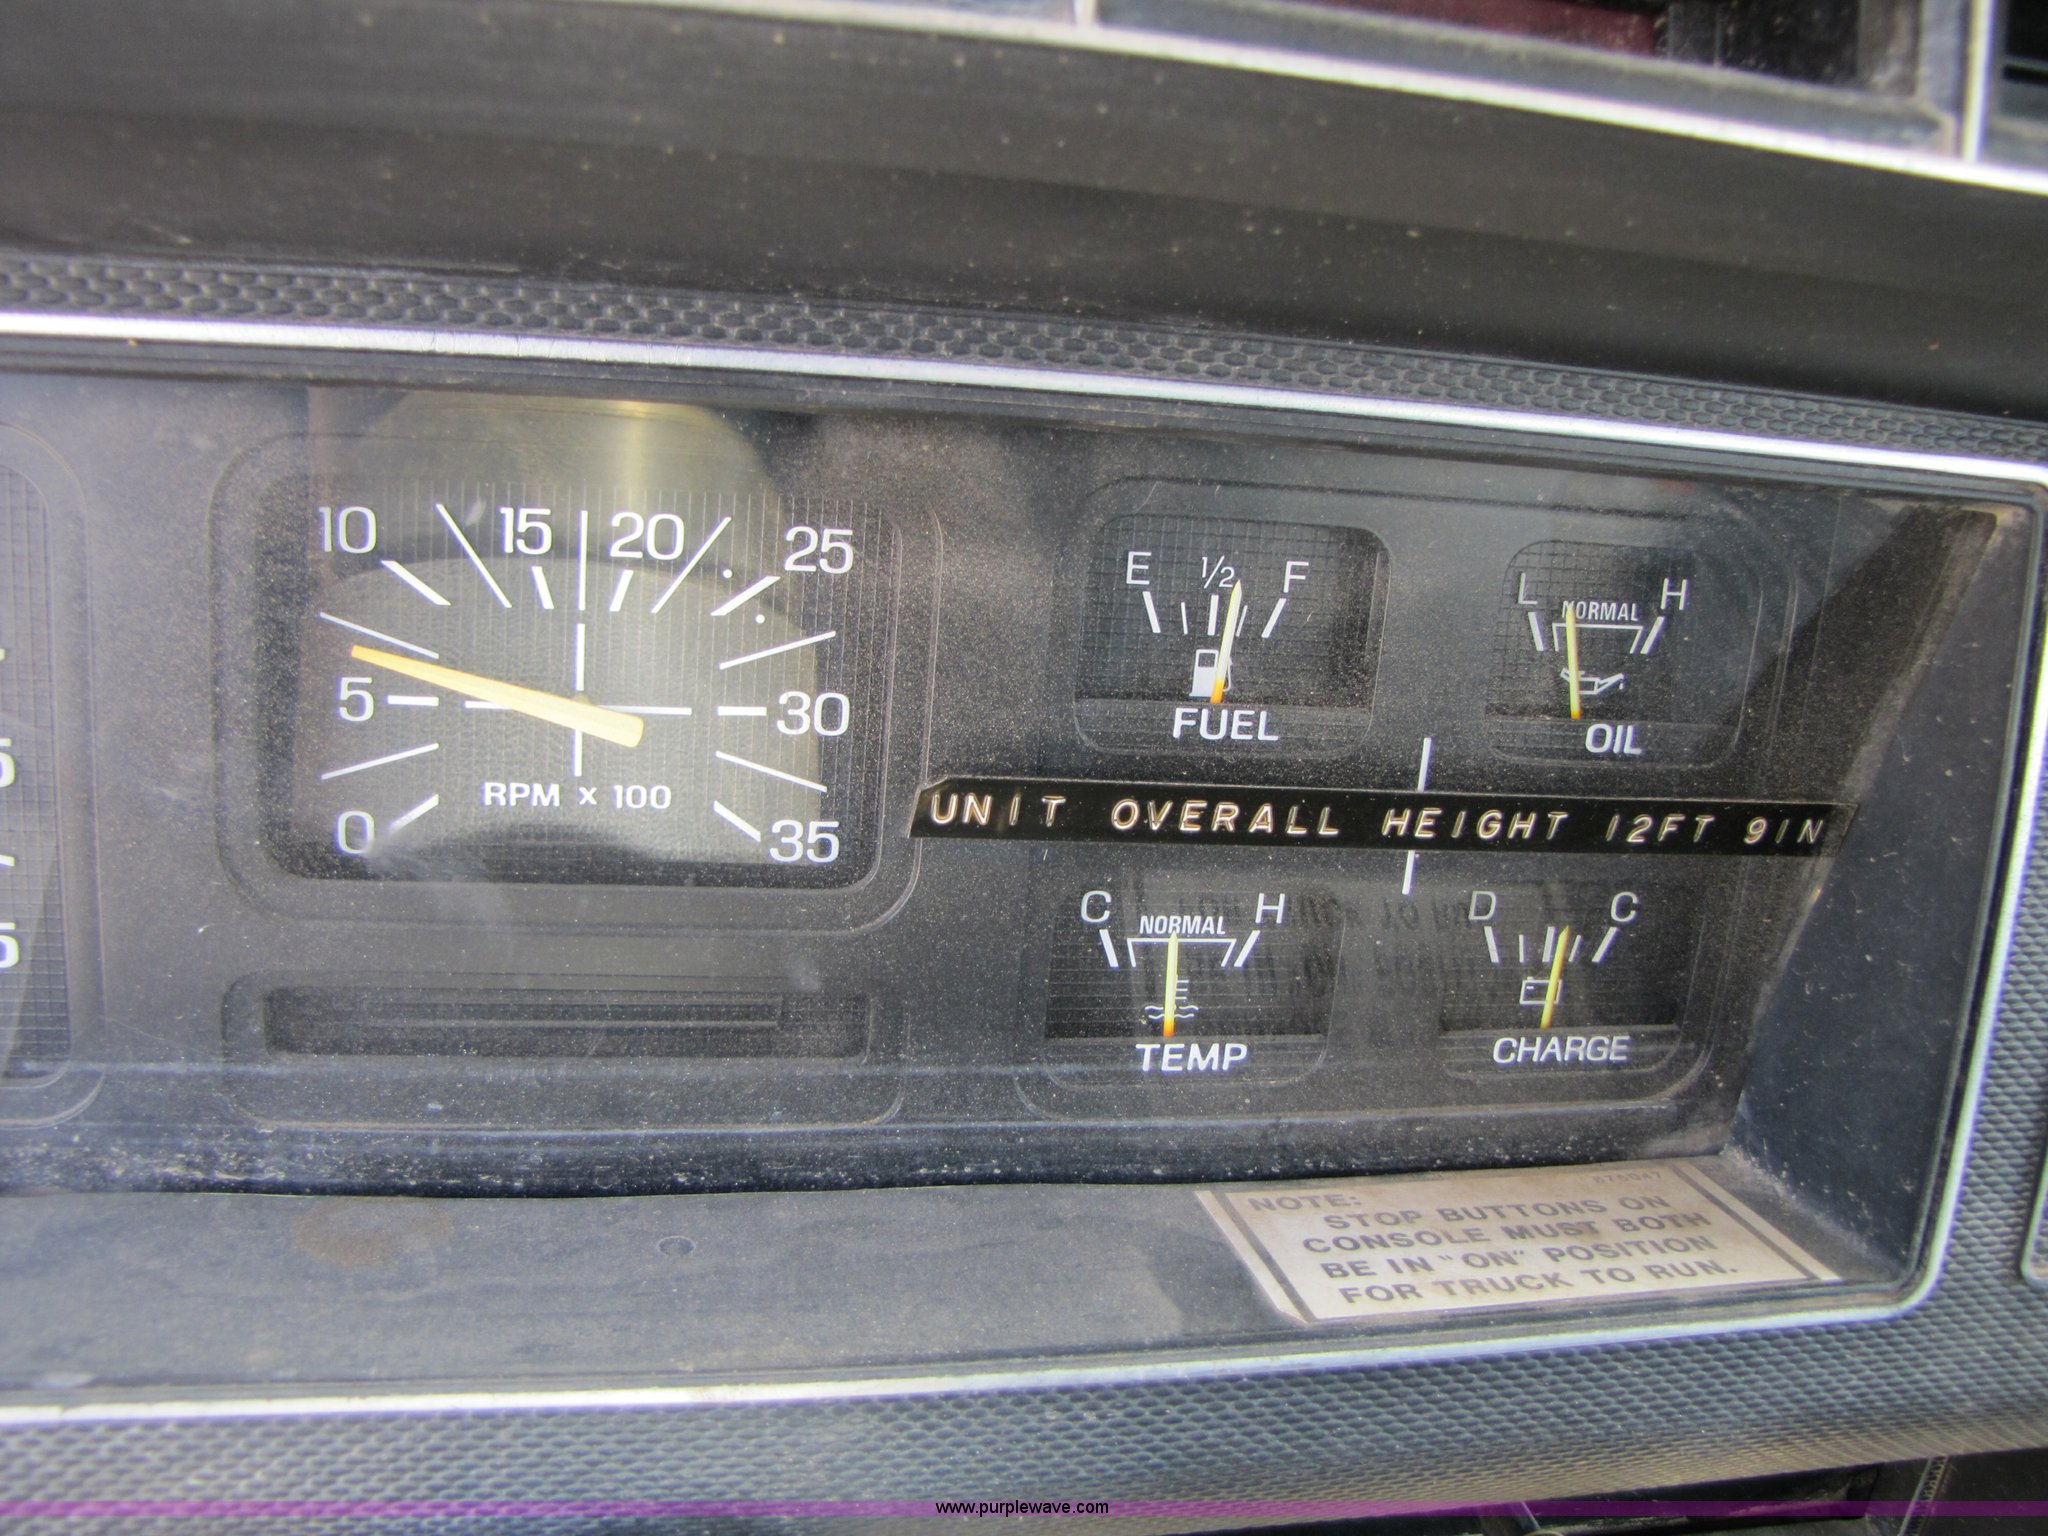 10 15 20 25
5 30
0 35
RPM x 100
E 1/2 F
FUEL
L NORMAL H
OIL
UNIT OVERALL HEIGHT 12FT 9IN
C NORMAL H
TEMP
D C
CHARGE
5
5
NOTE:
STOP BUTTONS ON
CONSOLE MUST BOTH
BE IN "ON" POSITION
FOR TRUCK TO RUN.
www.purplewave.com